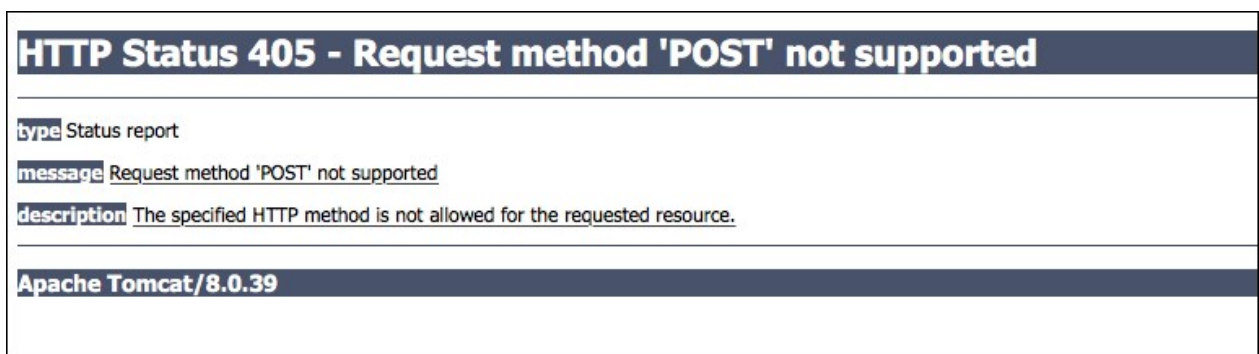 HTTP Status 405 - Request method 'POST' not supported
type Status report
message Request method 'POST' not supported
description The specified HTTP method is not allowed for the requested resource.
Apache Tomcat/8.0.39